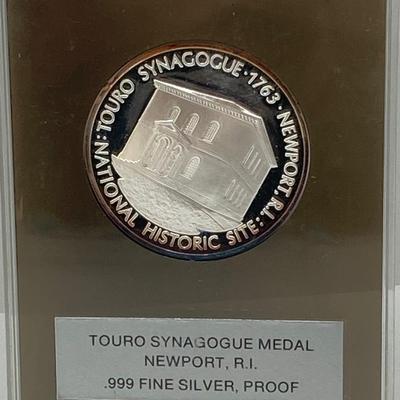 NATIONAL HISTORIC SITE: TOURO SYNAGOGUE · 1763 · NEWPORT, R.I.:
TOURO SYNAGOGUE MEDAL
NEWPORT, R.I.
.999 FINE SILVER, PROOF